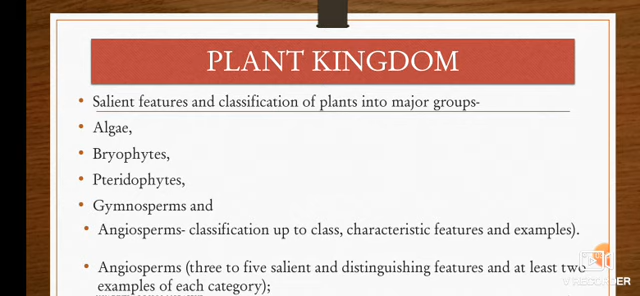 PLANT KINGDOM
• Salient features and classification of plants into major groups-
• Algae,
• Bryophytes,
• Pteridophytes,
• Gymnosperms and
• Angiosperms- classification up to class, characteristic features and examples).
• Angiosperms (three to five salient and distinguishing features and at least two
examples of each category);
V RECORDER